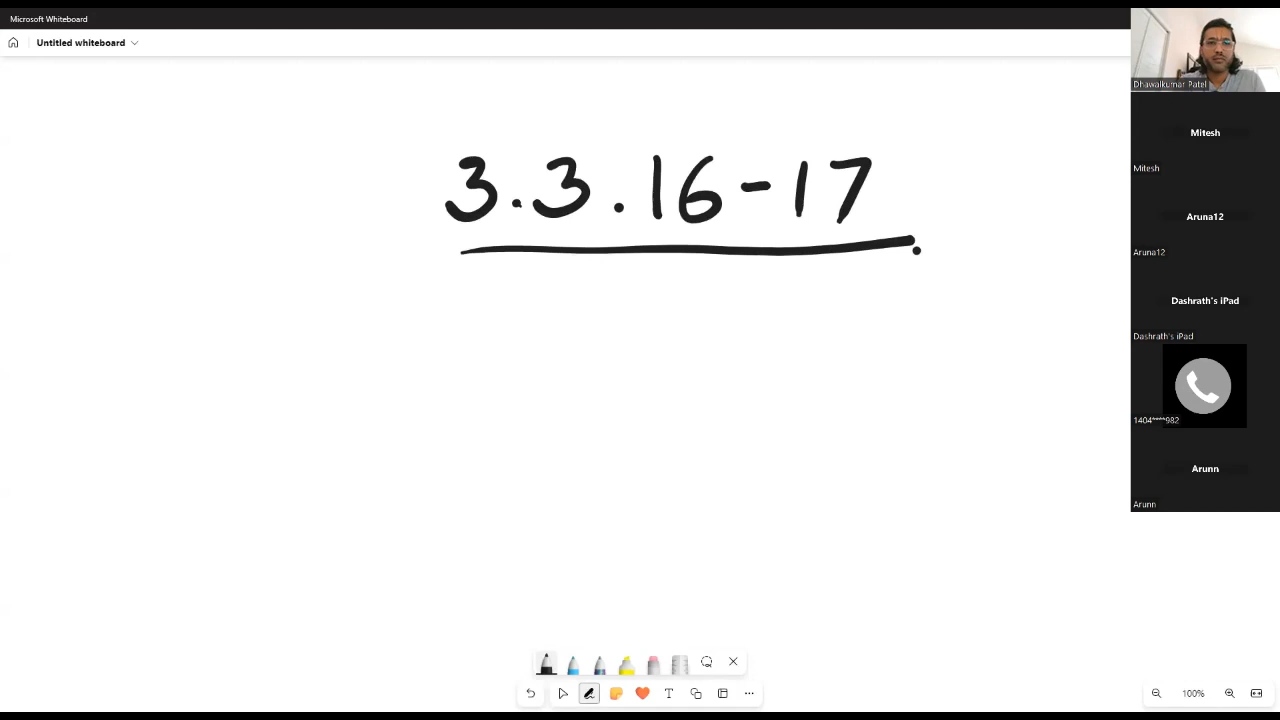 Microsoft Whiteboard
Untitled whiteboard
3.3.16-17
Dhawalkumar Patel
Mitesh
Mitesh
Aruna12
Aruna12
Dashrath's iPad
Dashrath's iPad
1404****982
Arunn
Arunn
100%